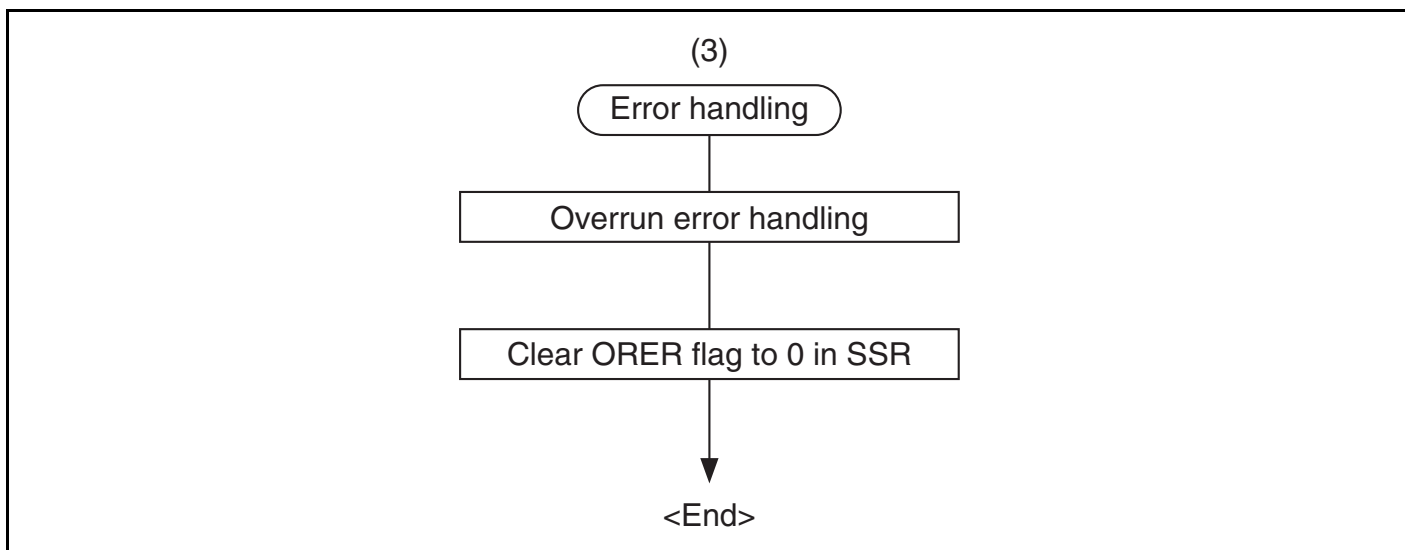 (3)
Error handling
Overrun error handling
Clear ORER flag to 0 in SSR
<End>